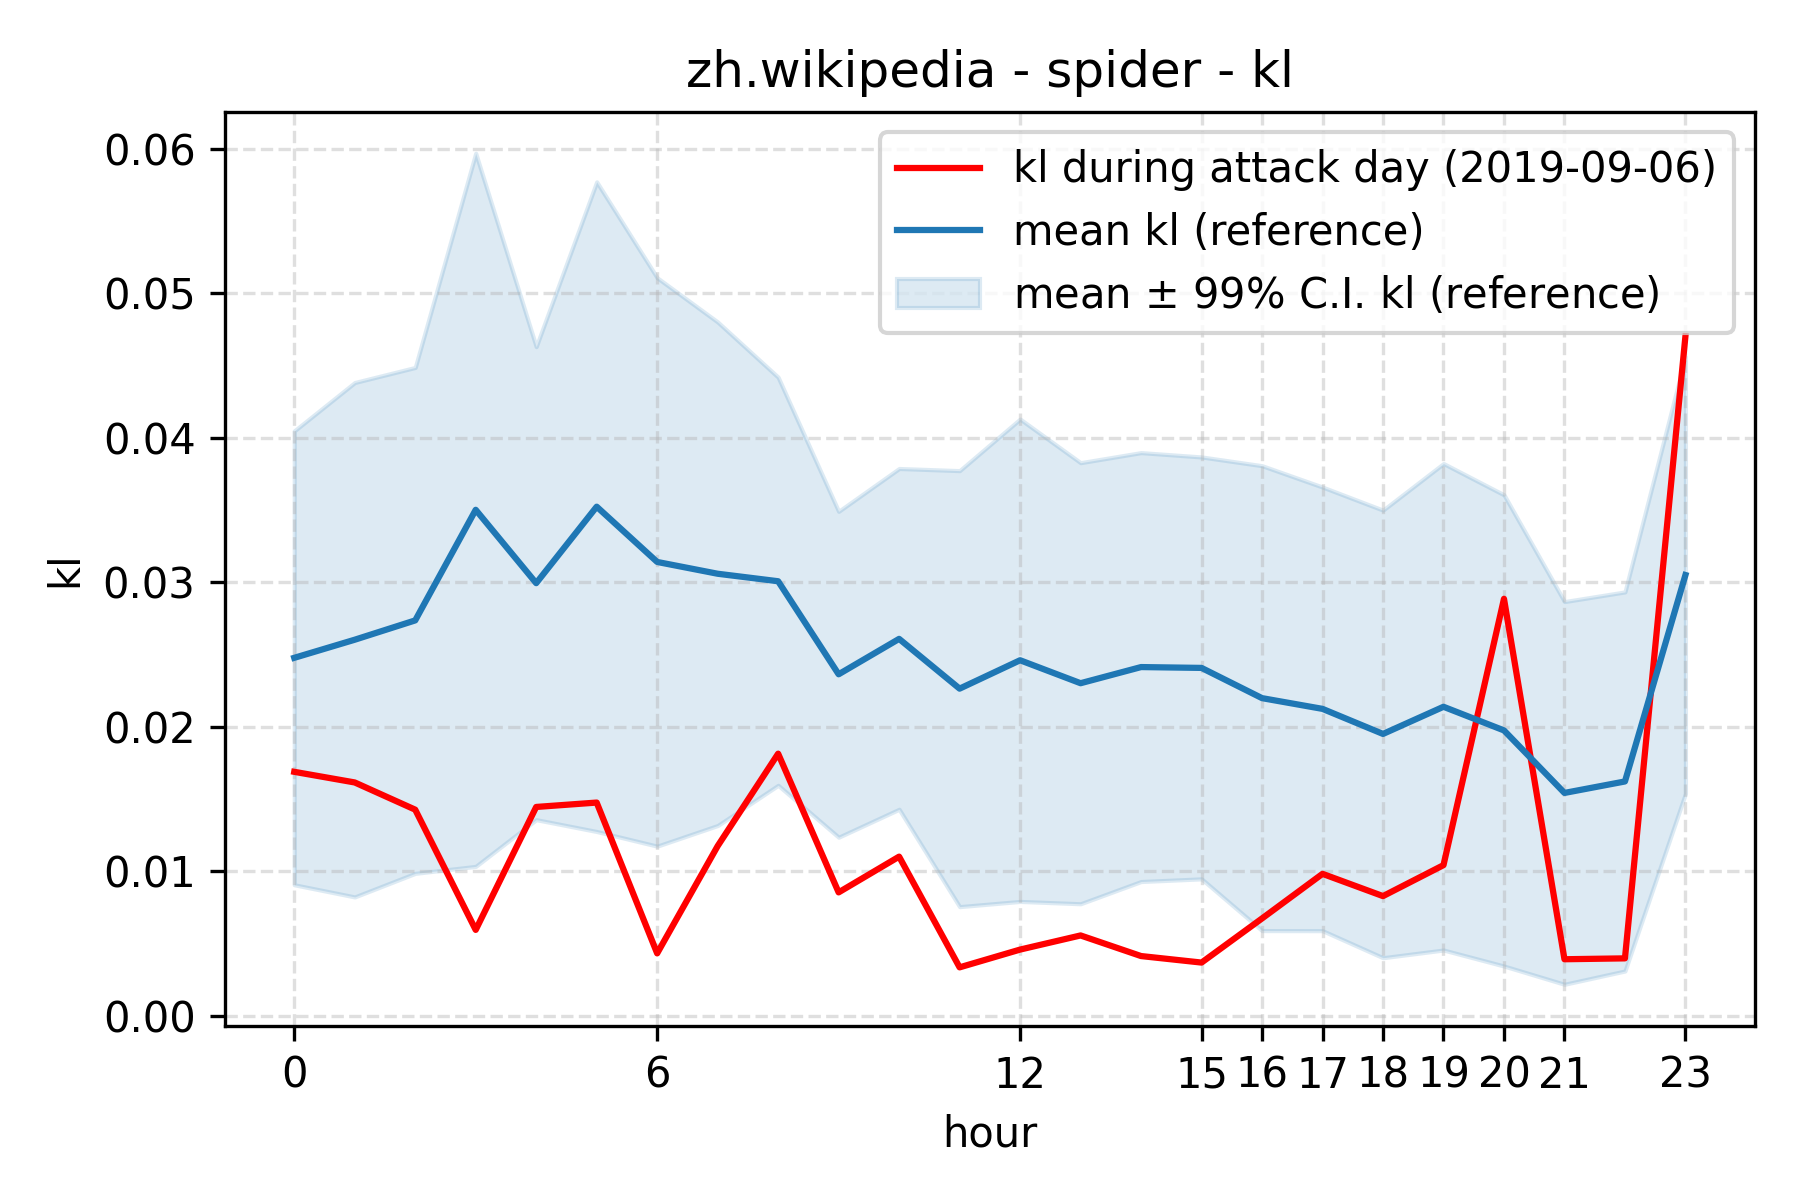 zh.wikipedia - spider - kl
kl during attack day (2019-09-06)
mean kl (reference)
mean ± 99% C.I. kl (reference)
0.06
0.05
0.04
0.03
0.02
0.01
0.00
kl
0 6 12 15 16 17 18 19 20 21 23
hour